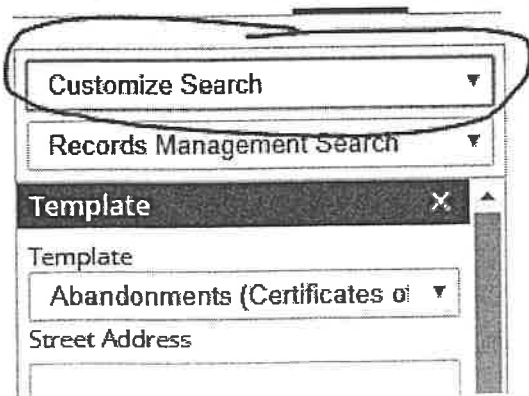 Customize Search
Records Management Search
Template
Template
Abandonments (Certificates o
Street Address